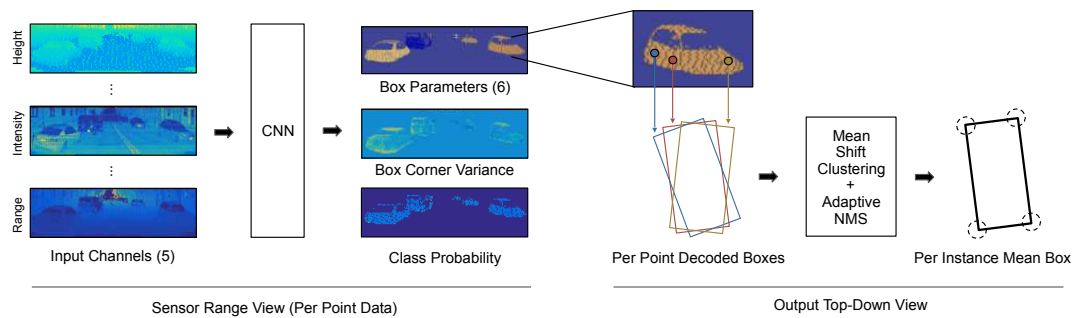 Height
Intensity
Range
Input Channels (5)
CNN
Box Parameters (6)
Box Corner Variance
Class Probability
Sensor Range View (Per Point Data)
Per Point Decoded Boxes
Mean
Shift
Clustering
+
Adaptive
NMS
Per Instance Mean Box
Output Top-Down View